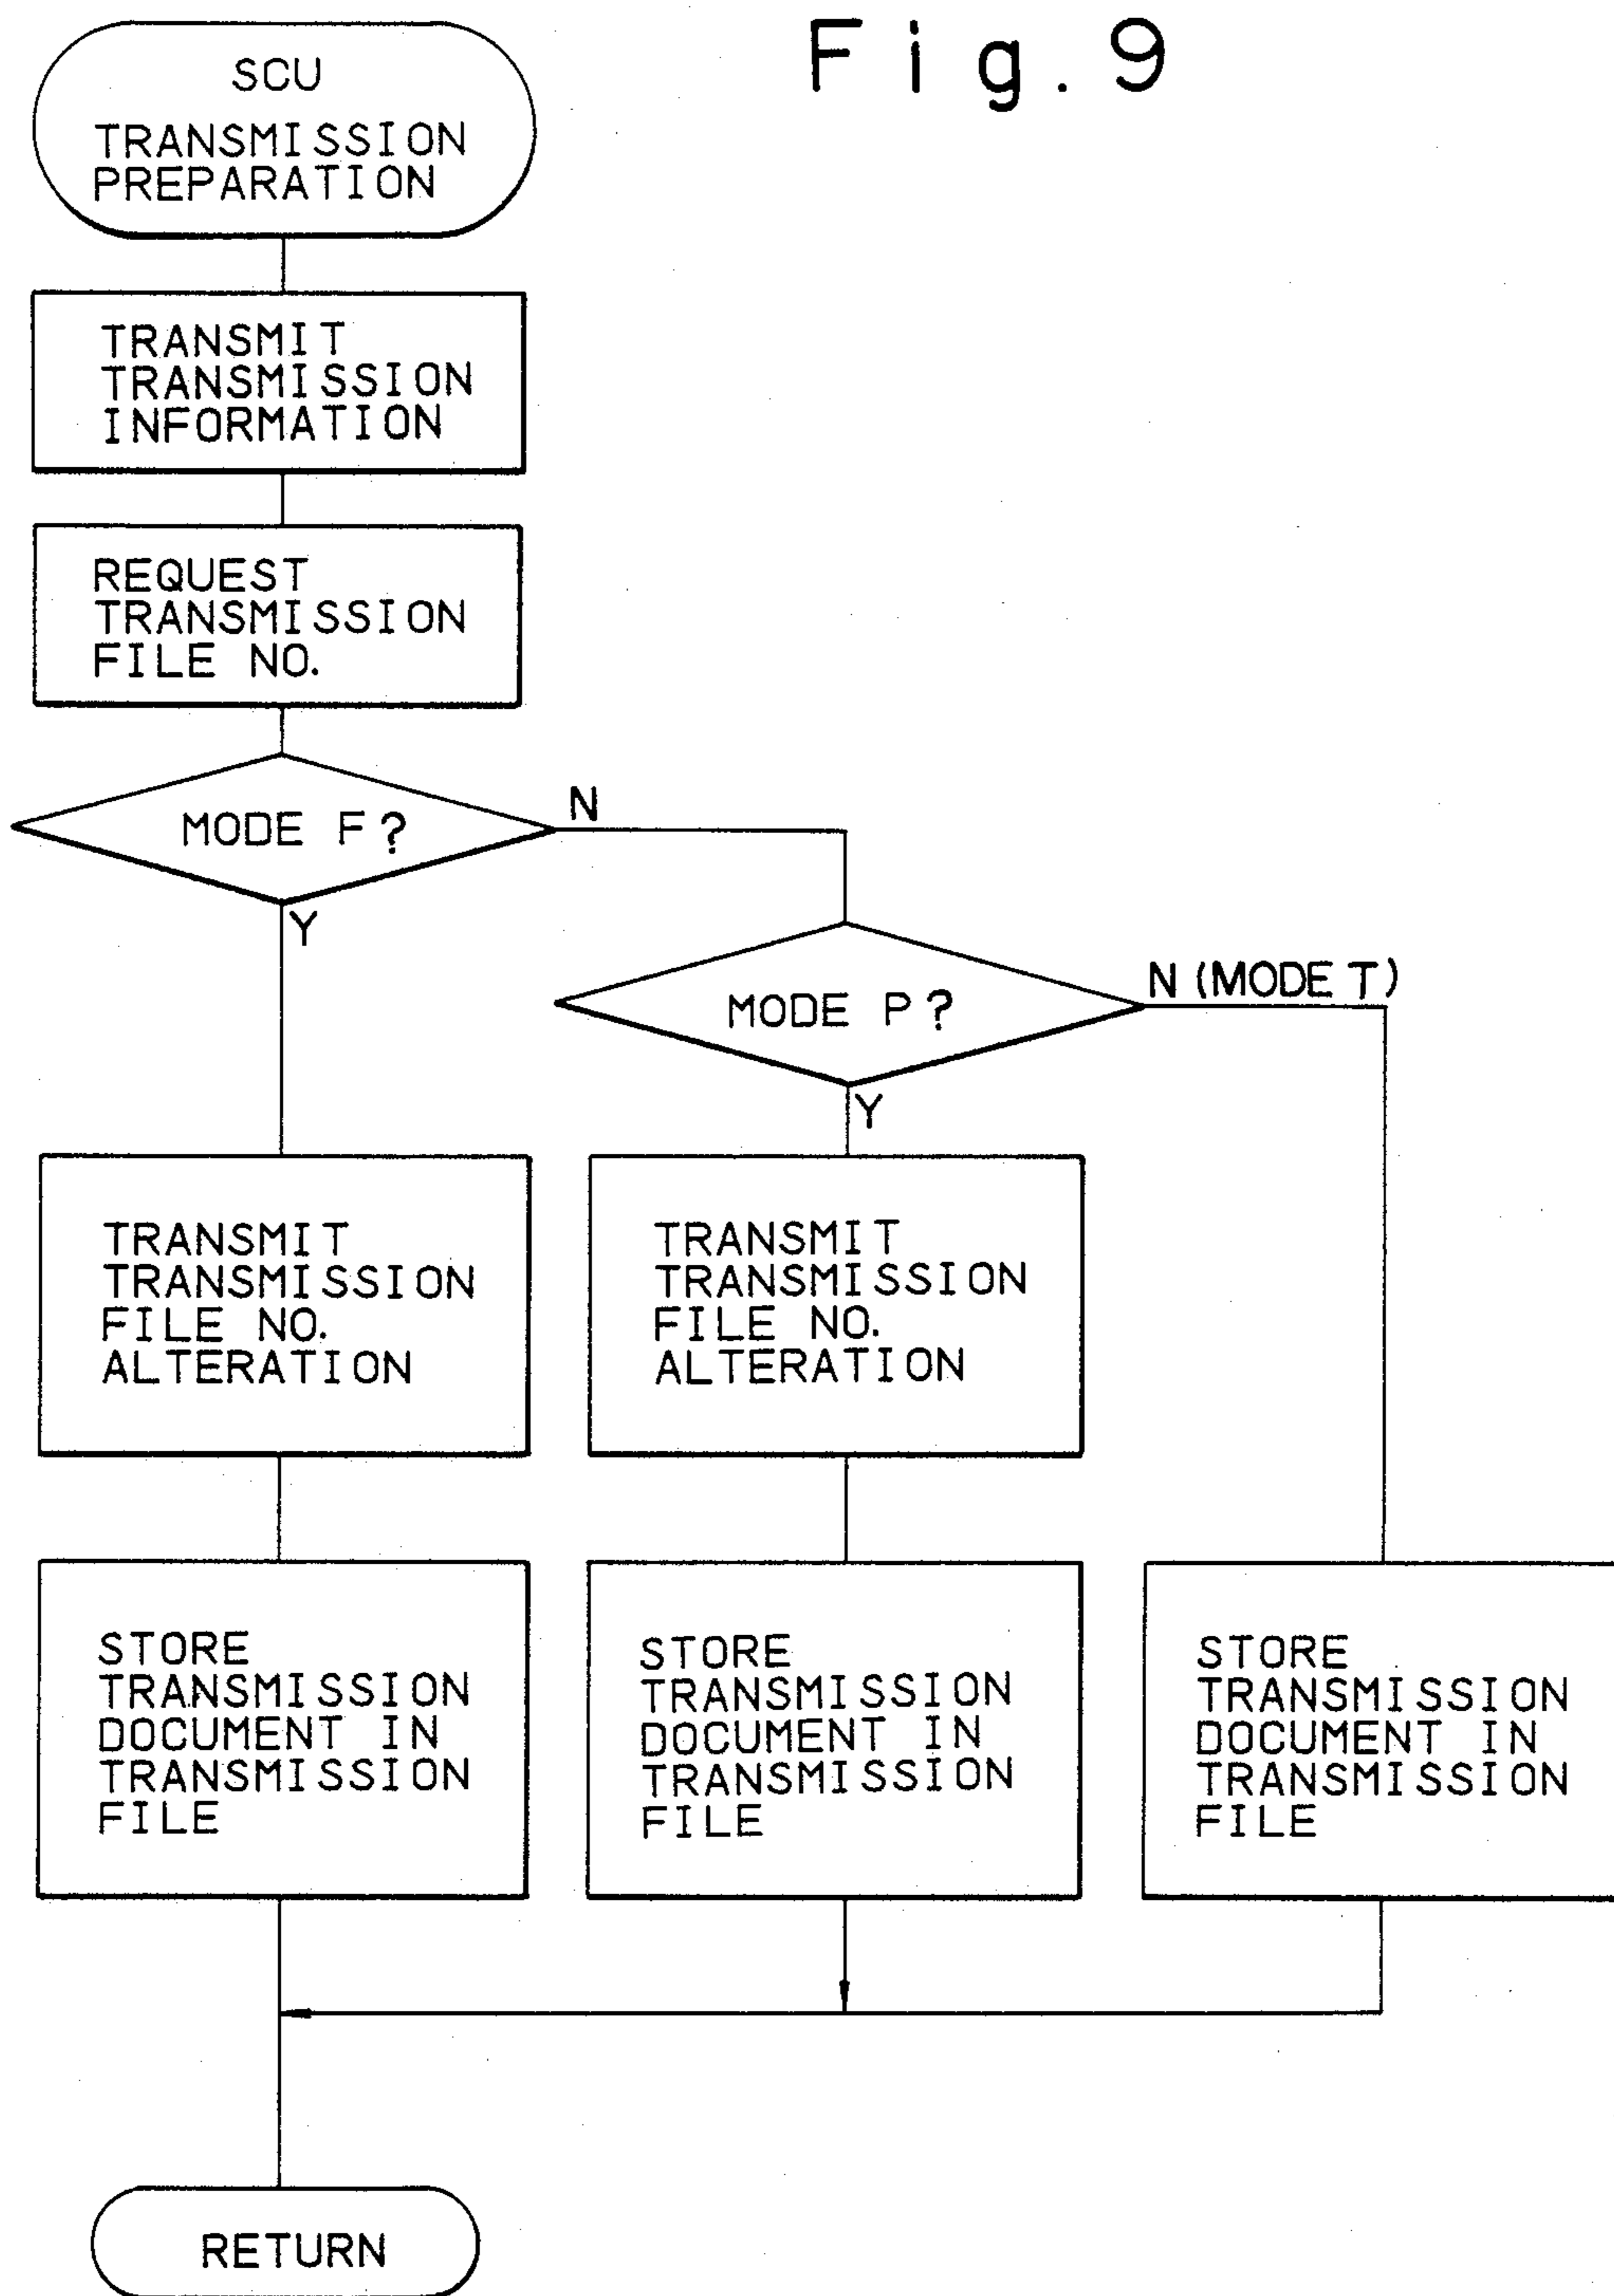 Fig. 9
SCU
TRANSMISSION
PREPARATION
TRANSMIT
TRANSMISSION
INFORMATION
REQUEST
TRANSMISSION
FILE NO.
MODE F?
N
Y
MODE P?
N (MODE T)
Y
TRANSMIT
TRANSMISSION
FILE NO.
ALTERATION
TRANSMIT
TRANSMISSION
FILE NO.
ALTERATION
STORE
TRANSMISSION
DOCUMENT IN
TRANSMISSION
FILE
STORE
TRANSMISSION
DOCUMENT IN
TRANSMISSION
FILE
STORE
TRANSMISSION
DOCUMENT IN
TRANSMISSION
FILE
RETURN